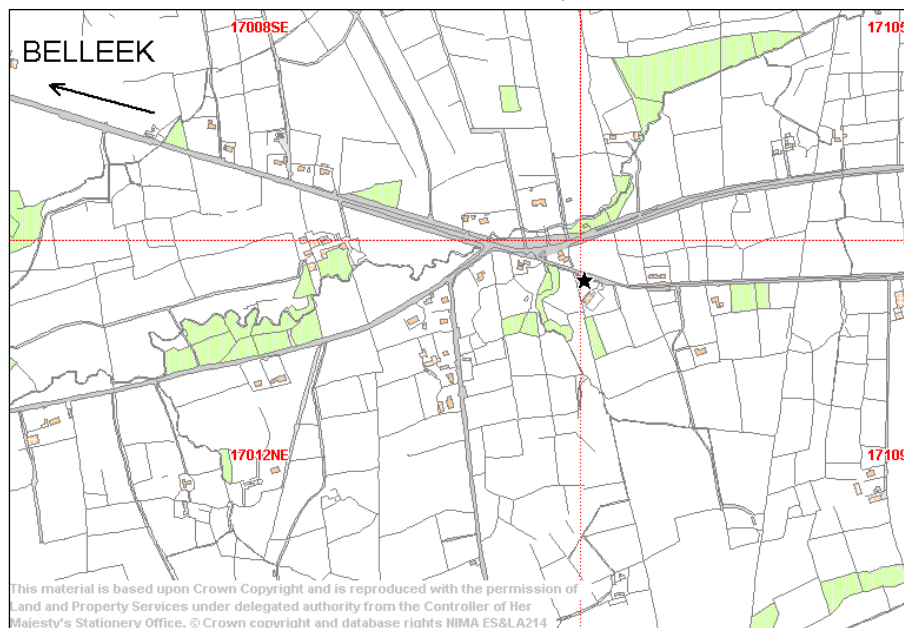 17008SE
17105
BELLEEK
17012NE
17109
This material is based upon Crown Copyright and is reproduced with the permission of
Land and Property Services under delegated authority from the Controller of Her
Majesty's Stationery Office. © Crown copyright and database rights NIMA ES&LA214